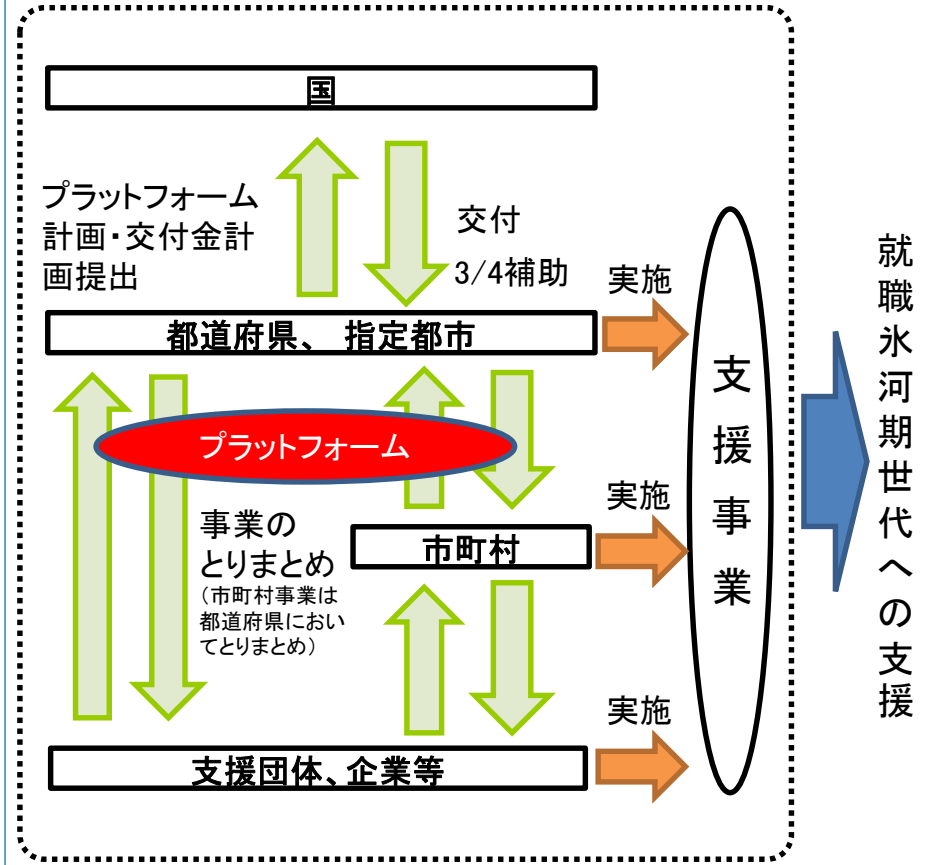 国
プラットフォーム
計画・交付金計
画提出
交付
3/4補助
実施
都道府県、 指定都市
プラットフォーム
事業の
とりまとめ
（市町村事業は
都道府県におい
てとりまとめ）
実施
市町村
実施
支援団体、企業等
支援事業
就職氷河期世代への支援